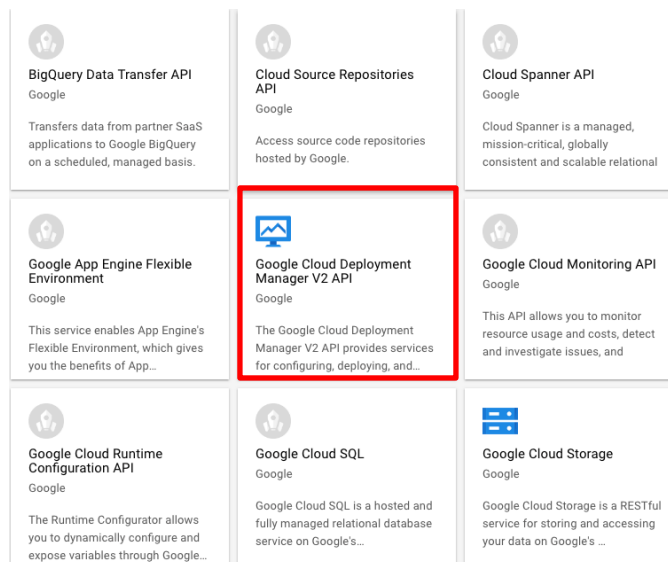 BigQuery Data Transfer API
Google
Transfers data from partner SaaS
applications to Google BigQuery
on a scheduled, managed basis.
Cloud Source Repositories
API
Google
Access source code repositories
hosted by Google.
Cloud Spanner API
Google
Cloud Spanner is a managed,
mission-critical, globally
consistent and scalable relational
Google App Engine Flexible
Environment
Google
This service enables App Engine's
Flexible Environment, which gives
you the benefits of App...
Google Cloud Deployment
Manager V2 API
Google
The Google Cloud Deployment
Manager V2 API provides services
for configuring, deploying, and...
Google Cloud Monitoring API
Google
This API allows you to monitor
resource usage and costs, detect
and investigate issues, and
Google Cloud Runtime
Configuration API
Google
The Runtime Configurator allows
you to dynamically configure and
expose variables through Google...
Google Cloud SQL
Google
Google Cloud SQL is a hosted and
fully managed relational database
service on Google's...
Google Cloud Storage
Google
Google Cloud Storage is a RESTful
service for storing and accessing
your data on Google's ...